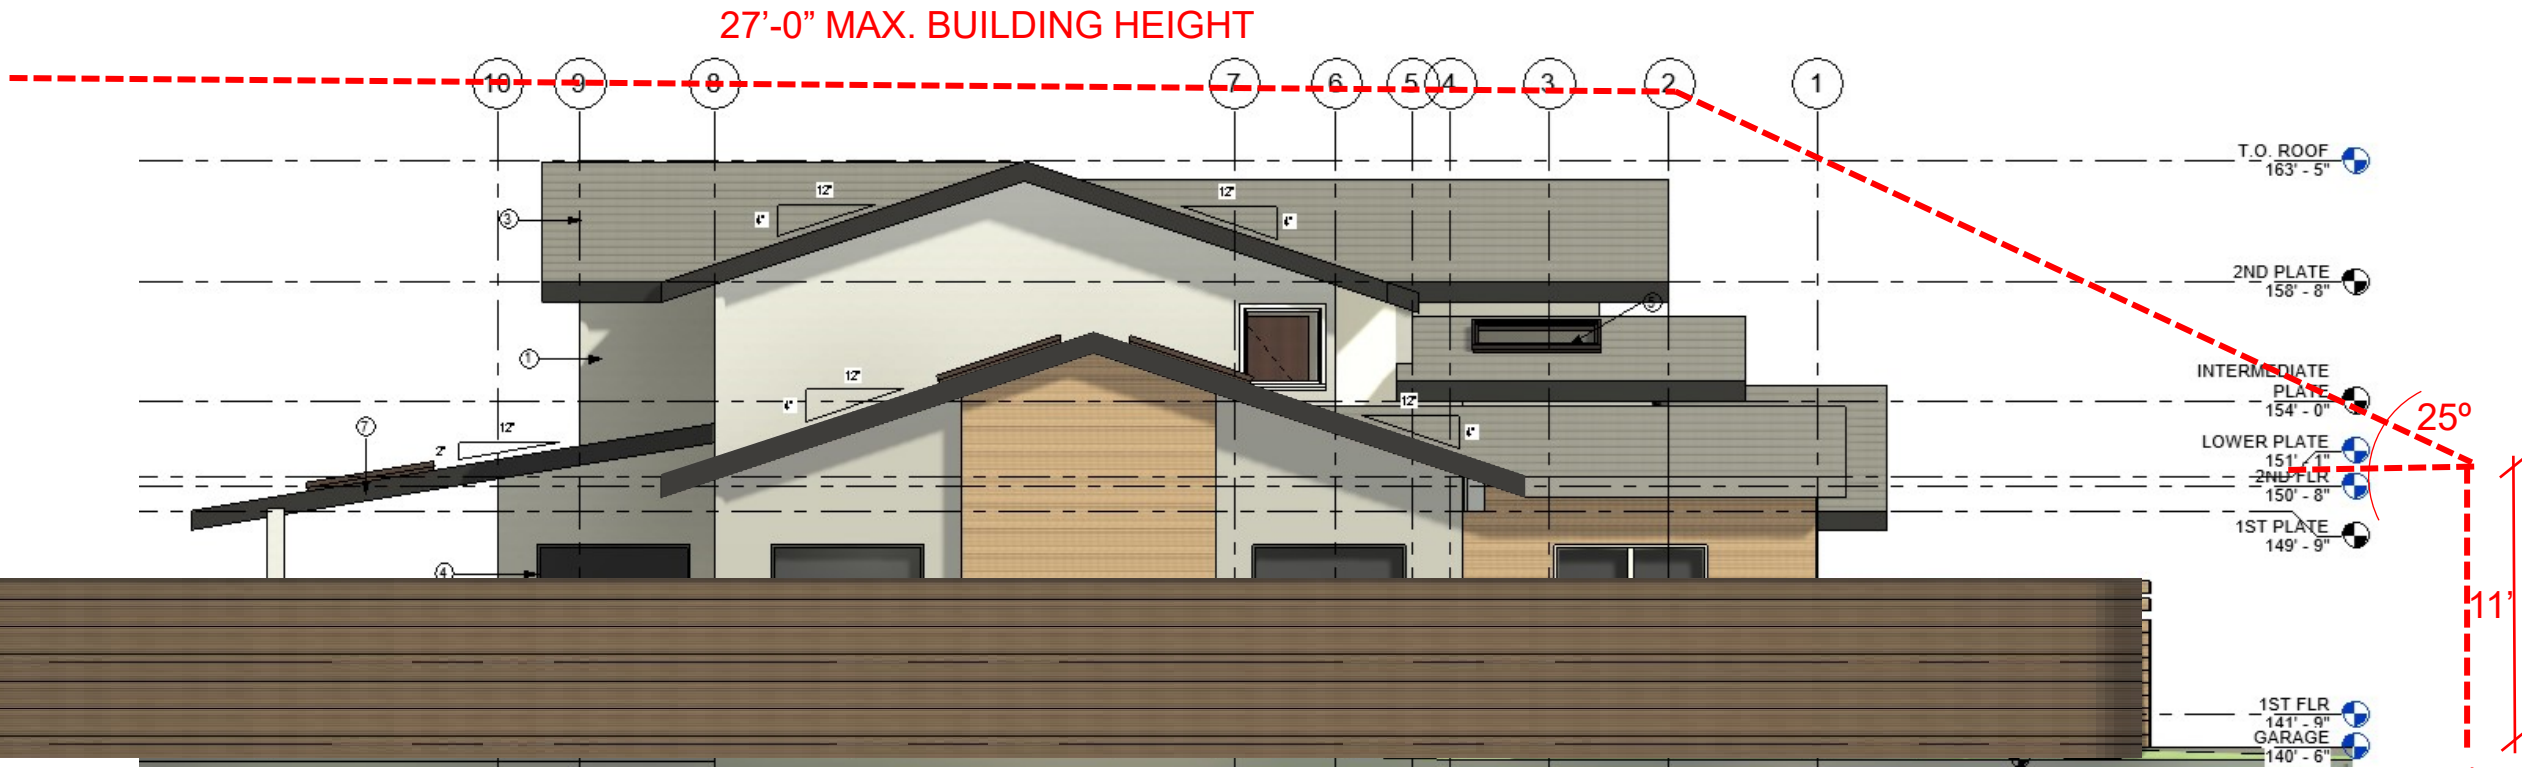 27’-0” MAX. BUILDING HEIGHT
10 9 8 7 6 5 4 3 2 1
T.O. ROOF
163' - 5"
12" 12"
3 4" 4"
2ND PLATE
158' - 8"
5
1
INTERMEDIATE
PLATE
154' - 0"
12"
4"
12"
4"
25º
7
12"
2"
LOWER PLATE
151' - 1"
2ND FLR
150' - 8"
1ST PLATE
149' - 9"
4
11’
1ST FLR
141' - 9"
GARAGE
140' - 6"